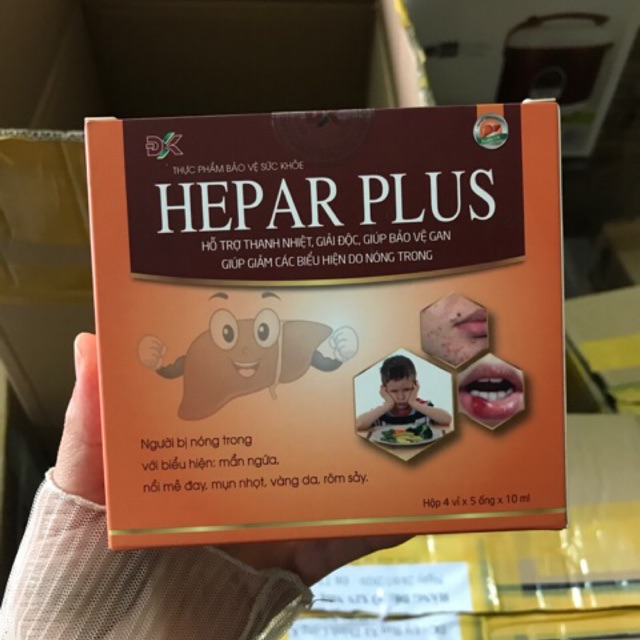 ĐK
THỰC PHẨM BẢO VỆ SỨC KHỎE
HEPAR PLUS
HỖ TRỢ THANH NHIỆT, GIẢI ĐỘC, GIÚP BẢO VỆ GAN
GIÚP GIẢM CÁC BIỂU HIỆN DO NÓNG TRONG
Người bị nóng trong
với biểu hiện: mẩn ngứa,
nổi mề đay, mụn nhọt, vàng da, rôm sảy.
Hộp 4 vỉ x 5 ống x 10 ml